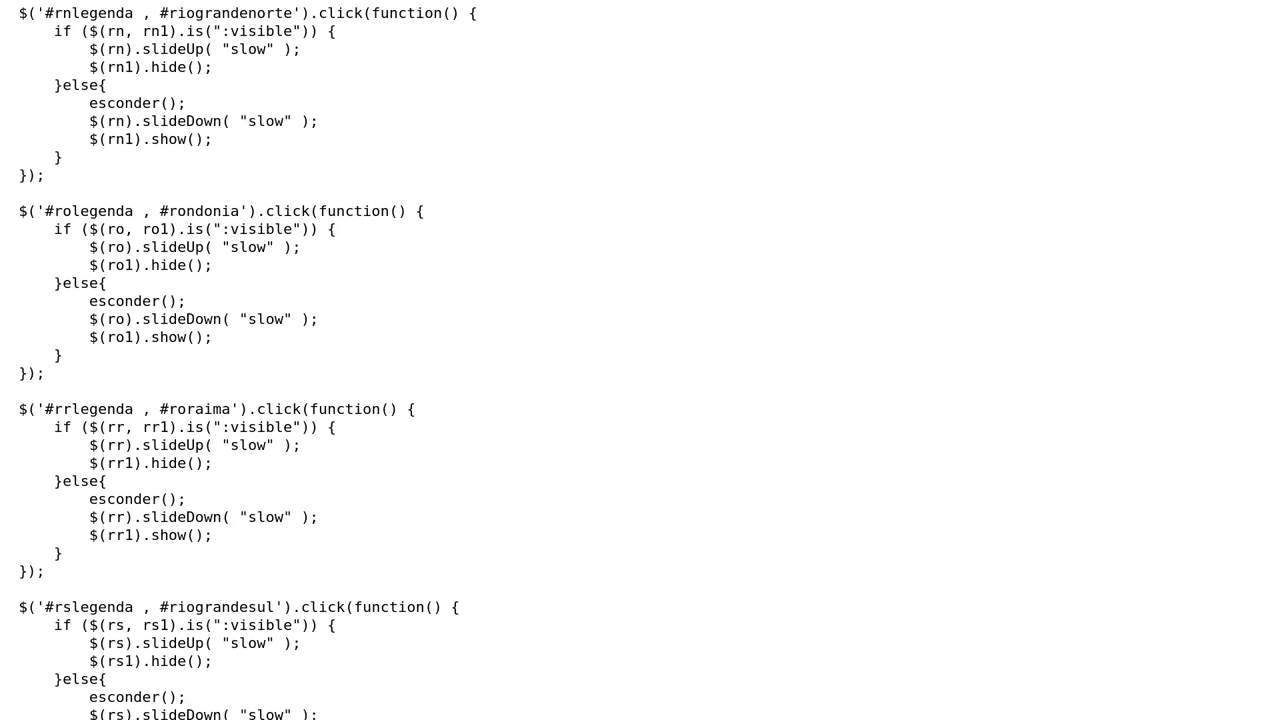 $('#rnlegenda , #riograndenorte').click(function() {
    if ($(rn, rn1).is(":visible")) {
        $(rn).slideUp( "slow" );
        $(rn1).hide();
    }else{
        esconder();
        $(rn).slideDown( "slow" );
        $(rn1).show();
    }
});

$('#rolegenda , #rondonia').click(function() {
    if ($(ro, ro1).is(":visible")) {
        $(ro).slideUp( "slow" );
        $(ro1).hide();
    }else{
        esconder();
        $(ro).slideDown( "slow" );
        $(ro1).show();
    }
});

$('#rrlegenda , #roraima').click(function() {
    if ($(rr, rr1).is(":visible")) {
        $(rr).slideUp( "slow" );
        $(rr1).hide();
    }else{
        esconder();
        $(rr).slideDown( "slow" );
        $(rr1).show();
    }
});

$('#rslegenda , #riograndesul').click(function() {
    if ($(rs, rs1).is(":visible")) {
        $(rs).slideUp( "slow" );
        $(rs1).hide();
    }else{
        esconder();
        $(rs).slideDown( "slow" );